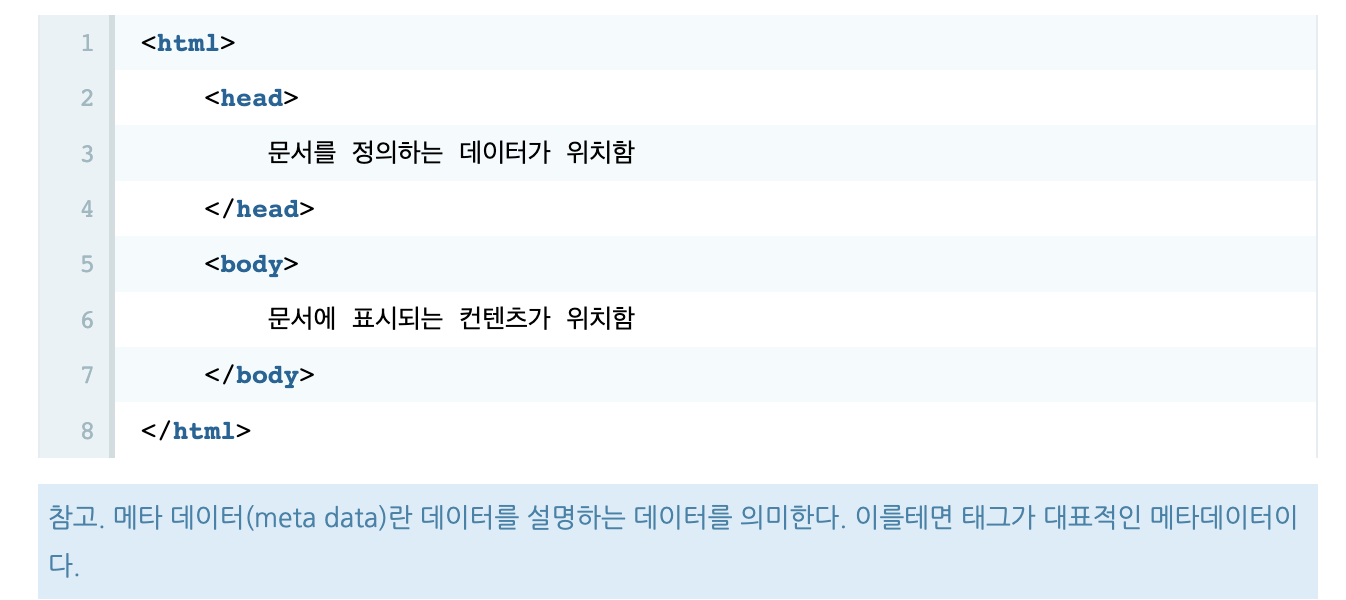 1 <html>
2 <head>
3 문서를 정의하는 데이터가 위치함
4 </head>
5 <body>
6 문서에 표시되는 컨텐츠가 위치함
7 </body>
8 </html>
참고. 메타 데이터(meta data)란 데이터를 설명하는 데이터를 의미한다. 이를테면 태그가 대표적인 메타데이터이
다.